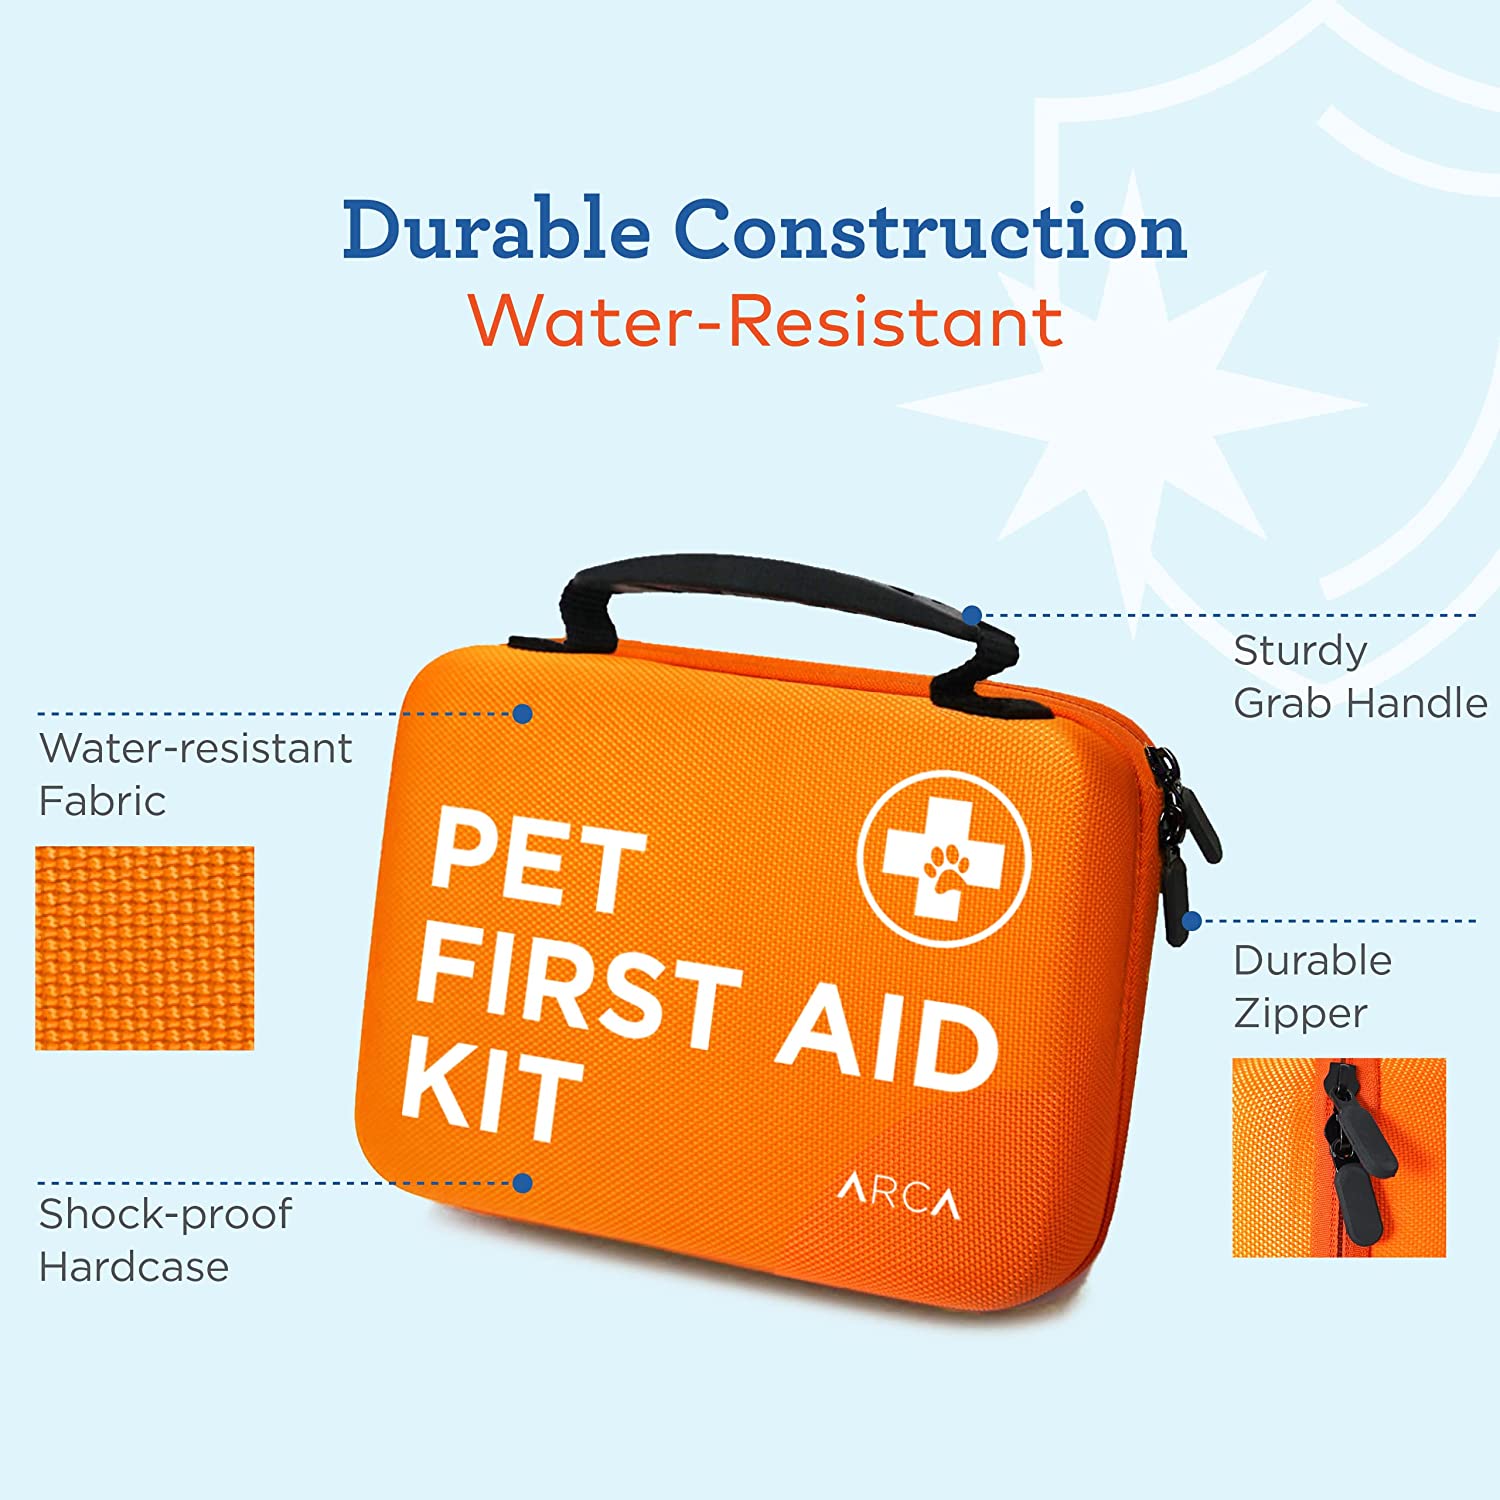 Durable Construction
Water-Resistant
Sturdy
Grab Handle
Water-resistant
Fabric
PET
FIRST AID
KIT
Durable
Zipper
Shock-proof
Hardcase
ARCA